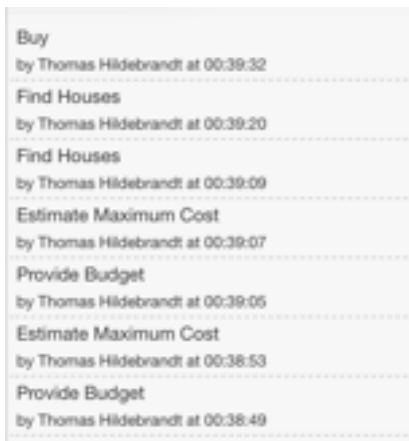 Buy
by Thomas Hildebrandt at 00:39:32
Find Houses
by Thomas Hildebrandt at 00:39:20
Find Houses
by Thomas Hildebrandt at 00:39:09
Estimate Maximum Cost
by Thomas Hildebrandt at 00:39:07
Provide Budget
by Thomas Hildebrandt at 00:39:05
Estimate Maximum Cost
by Thomas Hildebrandt at 00:38:53
Provide Budget
by Thomas Hildebrandt at 00:38:49